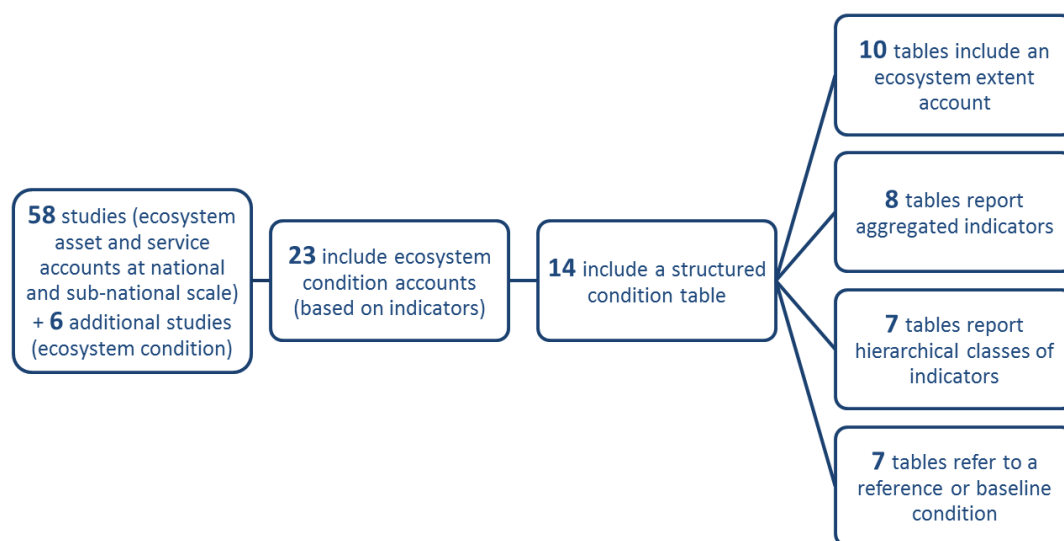 58 studies (ecosystem
asset and service
accounts at national
and sub-national scale)
+ 6 additional studies
(ecosystem condition)
23 include ecosystem
condition accounts
(based on indicators)
14 include a structured
condition table
10 tables include an
ecosystem extent
account
8 tables report
aggregated indicators
7 tables report
hierarchical classes of
indicators
7 tables refer to a
reference or baseline
condition